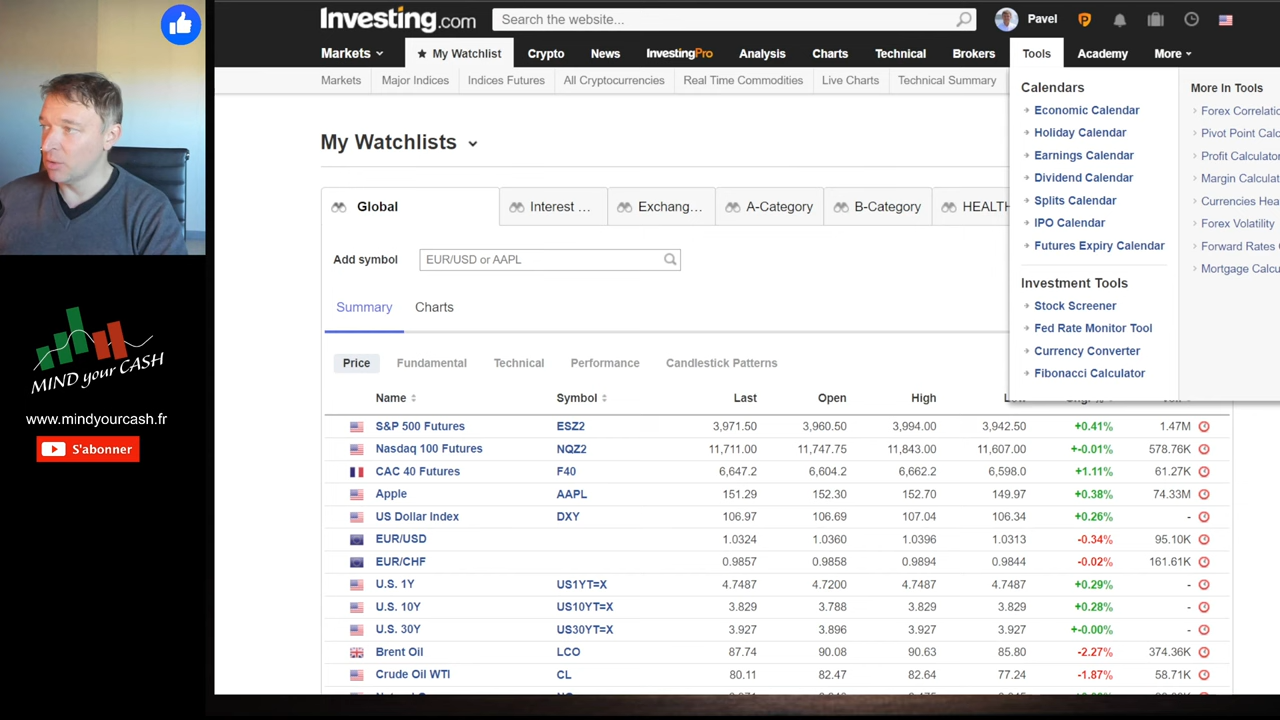 Investing.com
Search the website...
Pavel
Markets
My Watchlist
Crypto
News
InvestingPro
Analysis
Charts
Technical
Brokers
Tools
Academy
More
Markets
Major Indices
Indices Futures
All Cryptocurrencies
Real Time Commodities
Live Charts
Technical Summary
Calendars
Economic Calendar
Holiday Calendar
Earnings Calendar
Dividend Calendar
Splits Calendar
IPO Calendar
Futures Expiry Calendar
Investment Tools
Stock Screener
Fed Rate Monitor Tool
Currency Converter
Fibonacci Calculator
More In Tools
Forex Correlatio
Pivot Point Calc
Profit Calculator
Margin Calculat
Currencies Hea
Forex Volatility
Forward Rates C
Mortgage Calcu
My Watchlists
Global
Interest ...
Exchang...
A-Category
B-Category
HEALTH
Add symbol
EUR/USD or AAPL
Summary
Charts
Price
Fundamental
Technical
Performance
Candlestick Patterns
Name Symbol Last Open High
S&P 500 Futures ESZ2 3,971.50 3,960.50 3,994.00 3,942.50 +0.41% 1.47M
Nasdaq 100 Futures NQZ2 11,711.00 11,747.75 11,843.00 11,607.00 +-0.01% 578.76K
CAC 40 Futures F40 6,647.2 6,604.2 6,662.2 6,598.0 +1.11% 61.27K
Apple AAPL 151.29 152.30 152.70 149.97 +0.38% 74.33M
US Dollar Index DXY 106.97 106.69 107.04 106.34 +0.26% -
EUR/USD 1.0324 1.0360 1.0396 1.0313 -0.34% 95.10K
EUR/CHF 0.9857 0.9858 0.9894 0.9844 -0.02% 161.61K
U.S. 1Y US1YT=X 4.7487 4.7200 4.7487 4.7487 +0.29% -
U.S. 10Y US10YT=X 3.829 3.788 3.829 3.829 +0.28% -
U.S. 30Y US30YT=X 3.927 3.896 3.927 3.927 +-0.00% -
Brent Oil LCO 87.74 90.08 90.63 85.80 -2.27% 374.36K
Crude Oil WTI CL 80.11 82.47 82.64 77.24 -1.87% 58.71K
MIND your CASH
www.mindyourcash.fr
S'abonner